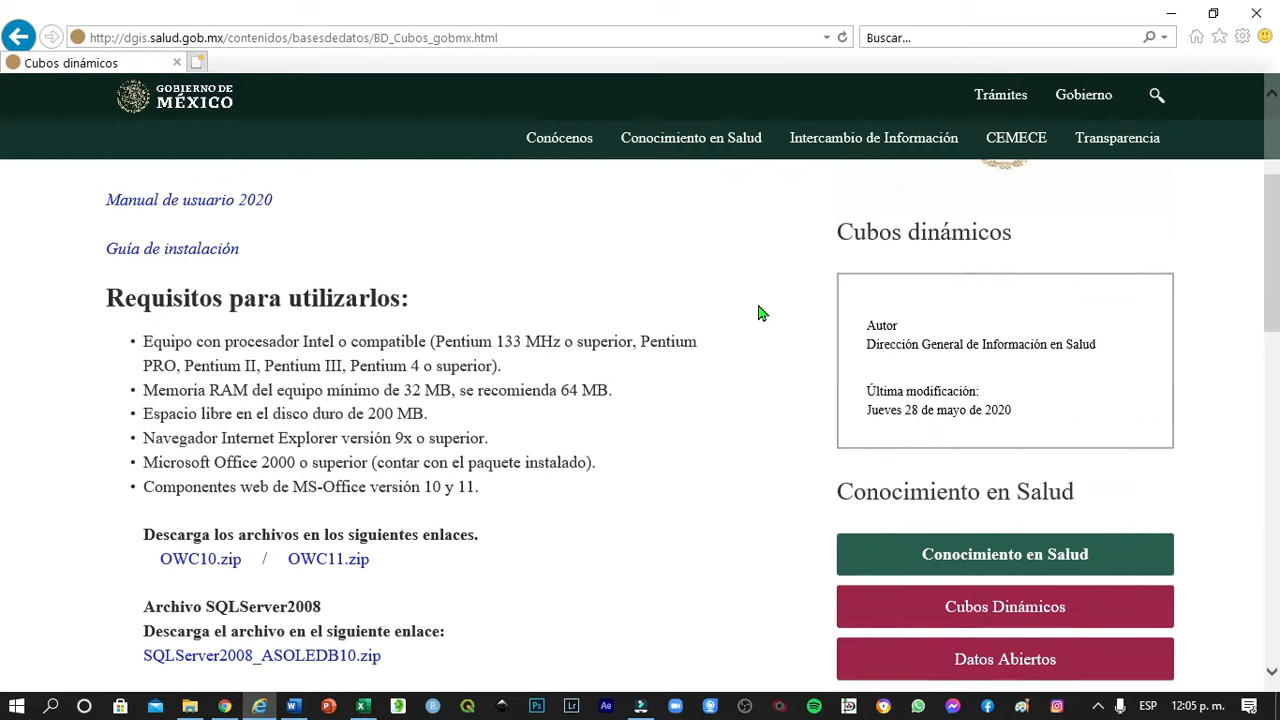 http://dgis.salud.gob.mx/contenidos/basesdedatos/BD_Cubos_gobmx.html
Buscar...
Cubos dinámicos
GOBIERNO DE
MÉXICO
Trámites
Gobierno
Conócenos
Conocimiento en Salud
Intercambio de Información
CEMECE
Transparencia
Manual de usuario 2020
Guía de instalación
Requisitos para utilizarlos:
• Equipo con procesador Intel o compatible (Pentium 133 MHz o superior, Pentium
PRO, Pentium II, Pentium III, Pentium 4 o superior).
• Memoria RAM del equipo mínimo de 32 MB, se recomienda 64 MB.
• Espacio libre en el disco duro de 200 MB.
• Navegador Internet Explorer versión 9x o superior.
• Microsoft Office 2000 o superior (contar con el paquete instalado).
• Componentes web de MS-Office versión 10 y 11.
Descarga los archivos en los siguientes enlaces.
OWC10.zip / OWC11.zip
Archivo SQLServer2008
Descarga el archivo en el siguiente enlace:
SQLServer2008_ASOLEDB10.zip
Cubos dinámicos
Autor
Dirección General de Información en Salud
Última modificación:
Jueves 28 de mayo de 2020
Conocimiento en Salud
Conocimiento en Salud
Cubos Dinámicos
Datos Abiertos
Ps
Lr
Ae
ESP
12:05 p. m.